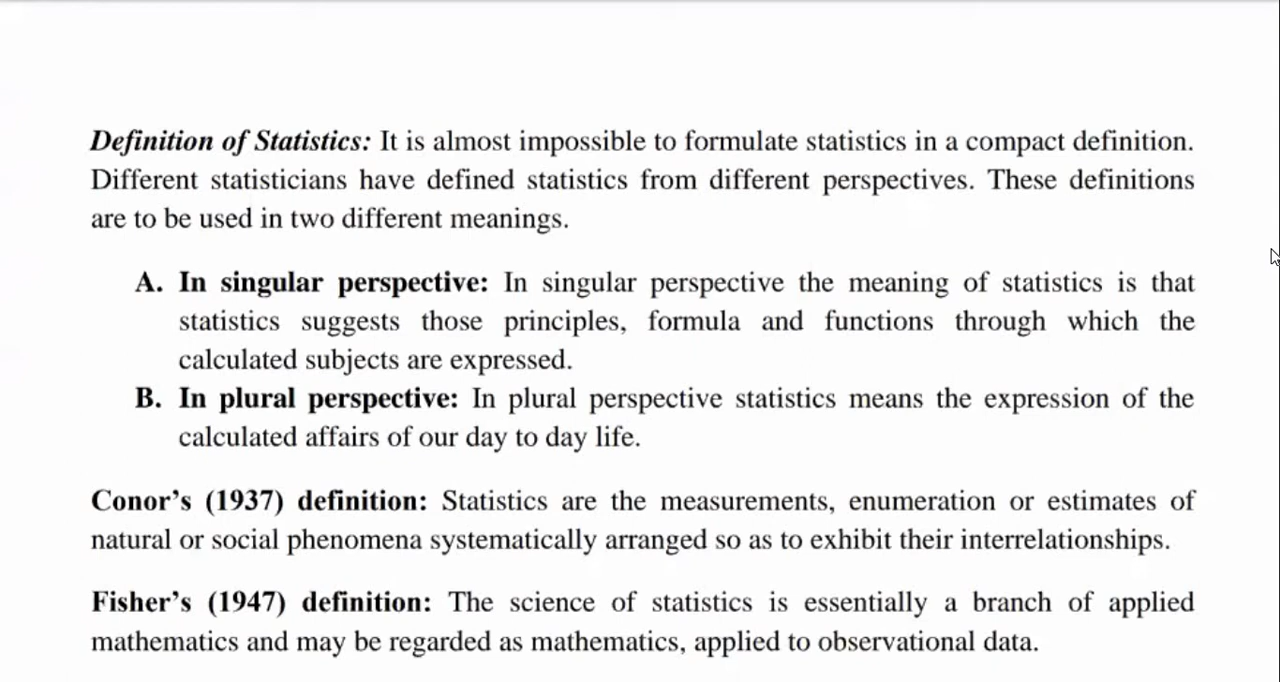 Definition of Statistics: It is almost impossible to formulate statistics in a compact definition.
Different statisticians have defined statistics from different perspectives. These definitions
are to be used in two different meanings.
A. In singular perspective: In singular perspective the meaning of statistics is that
statistics suggests those principles, formula and functions through which the
calculated subjects are expressed.
B. In plural perspective: In plural perspective statistics means the expression of the
calculated affairs of our day to day life.
Conor’s (1937) definition: Statistics are the measurements, enumeration or estimates of
natural or social phenomena systematically arranged so as to exhibit their interrelationships.
Fisher’s (1947) definition: The science of statistics is essentially a branch of applied
mathematics and may be regarded as mathematics, applied to observational data.